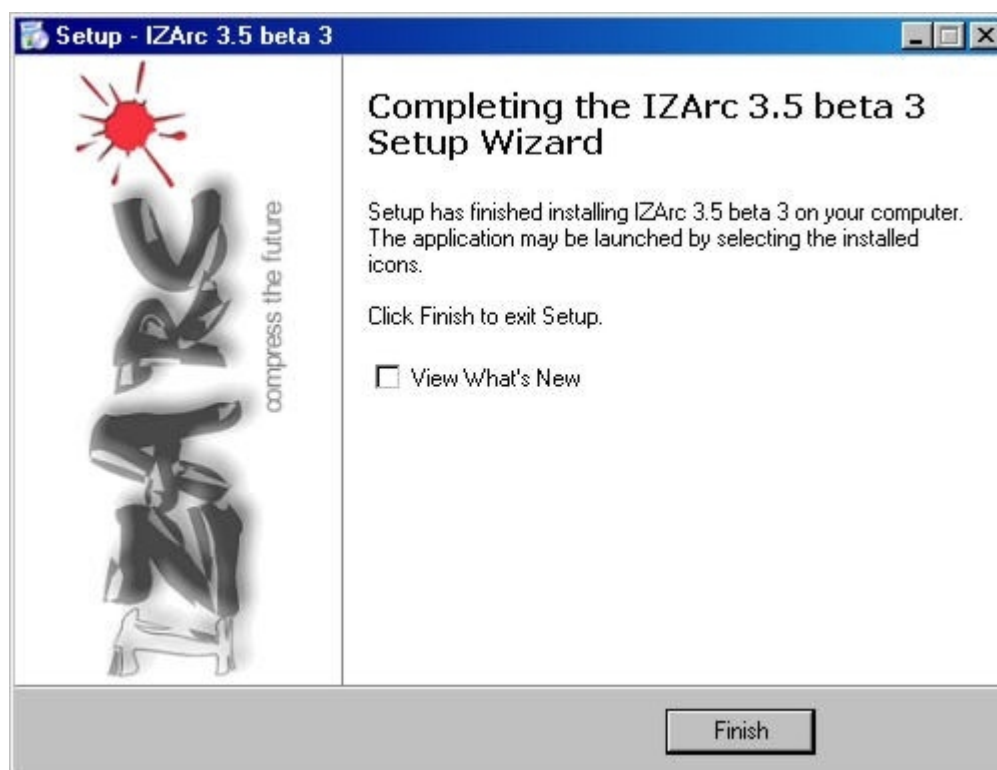 Setup - IZArc 3.5 beta 3
IZARC
compress the future
Completing the IZArc 3.5 beta 3
Setup Wizard
Setup has finished installing IZArc 3.5 beta 3 on your computer.
The application may be launched by selecting the installed
icons.
Click Finish to exit Setup.
View What's New
Finish